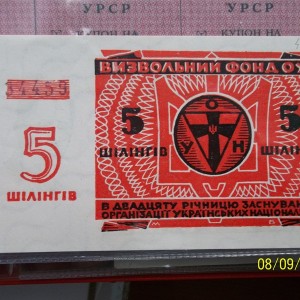 УРСР
УРСР
КУПОН НА
КУПОН НА
ВИЗВОЛЬНИЙ ФОНД ОУ
54455
5
ШІЛІНГІВ
5
5
О
У
Н
ШІЛІНГІВ
ШІЛІНГІВ
В ДВАДЦЯТУ РІЧНИЦЮ ЗАСНУВАН
ОРГАНІЗАЦІЇ УКРАЇНСЬКИХ НАЦІОНАЛ
08/09/